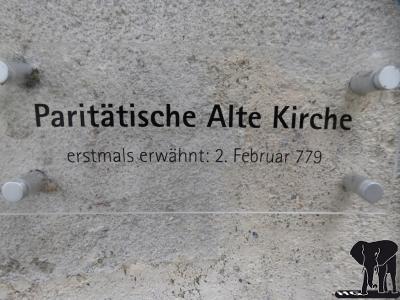 Paritätische Alte Kirche
erstmals erwähnt: 2. Februar 779